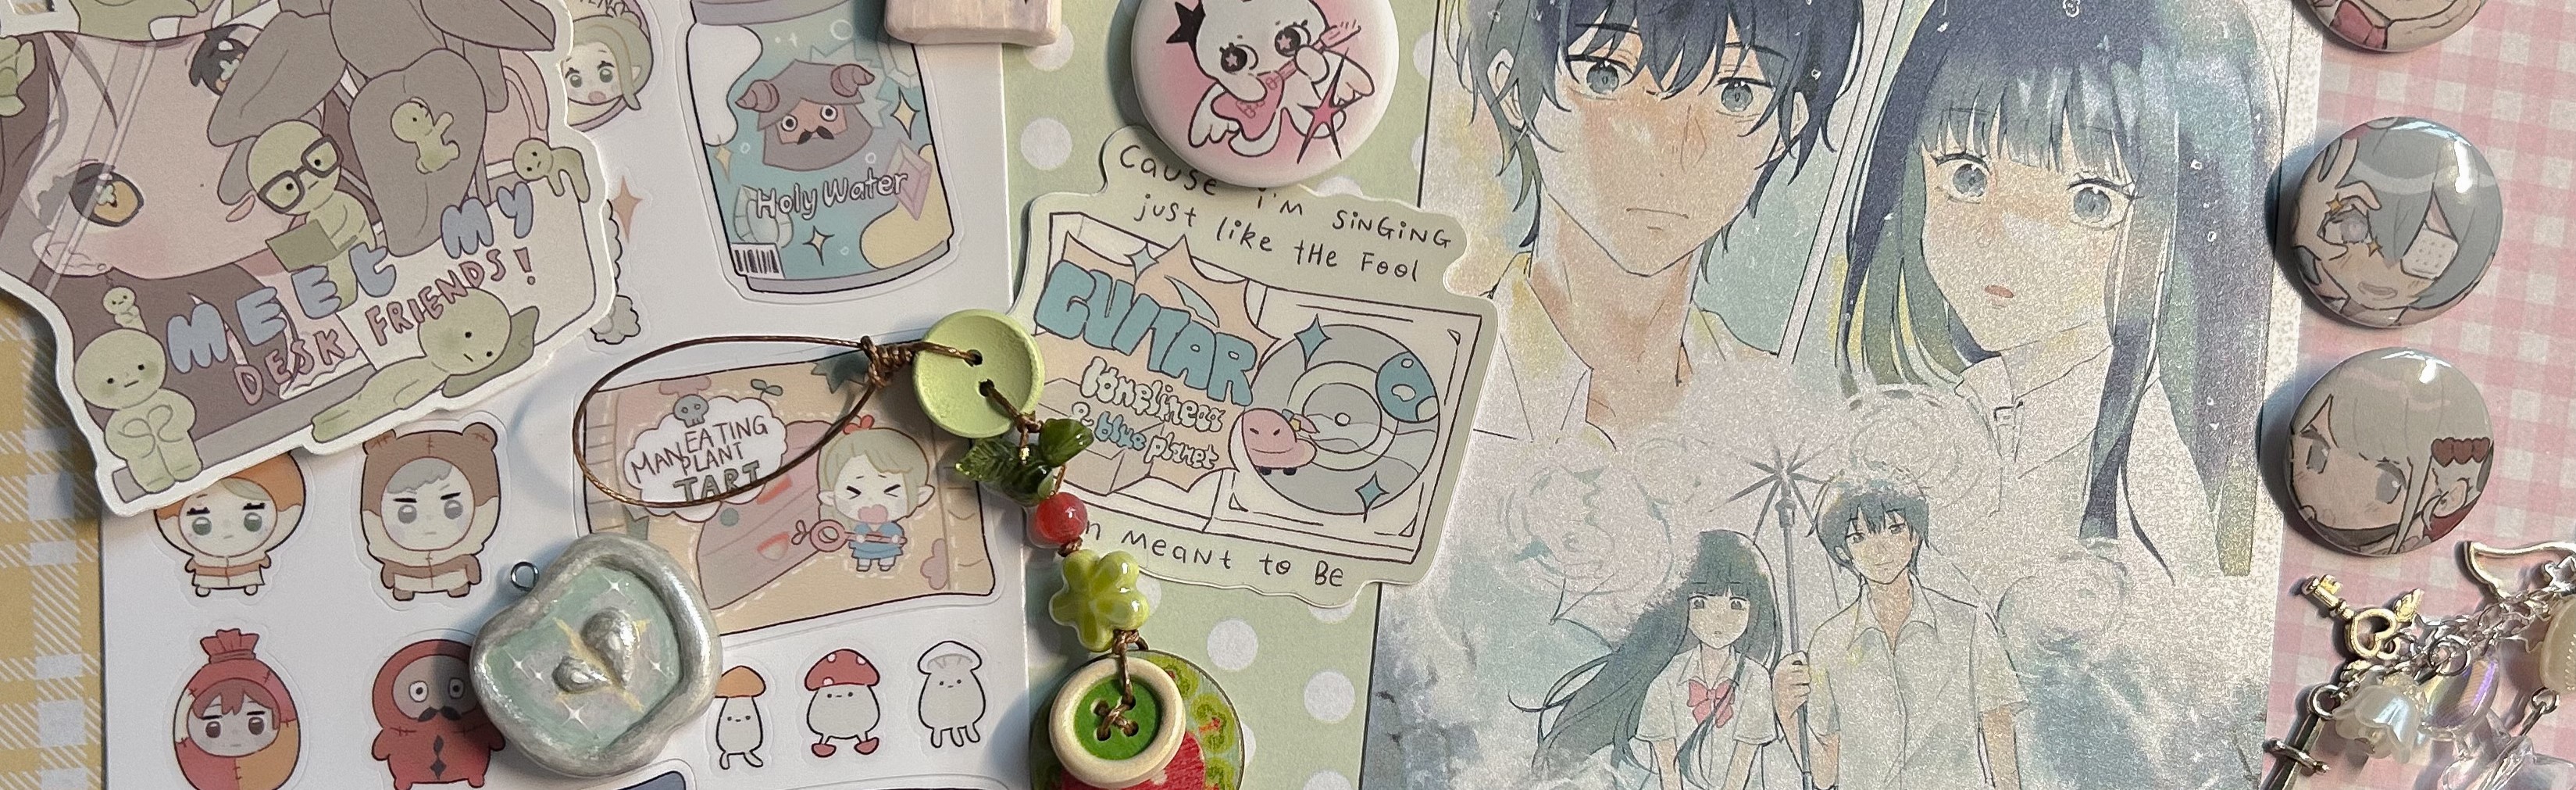 MEET MY
DESK FRIENDS!
Holy Water
MAN EATING
PLANT
TART
Cause i'm SiNGiNG
just like tHe FOOl
GUITAR
loneliness
& blue planet
MEANT to BE